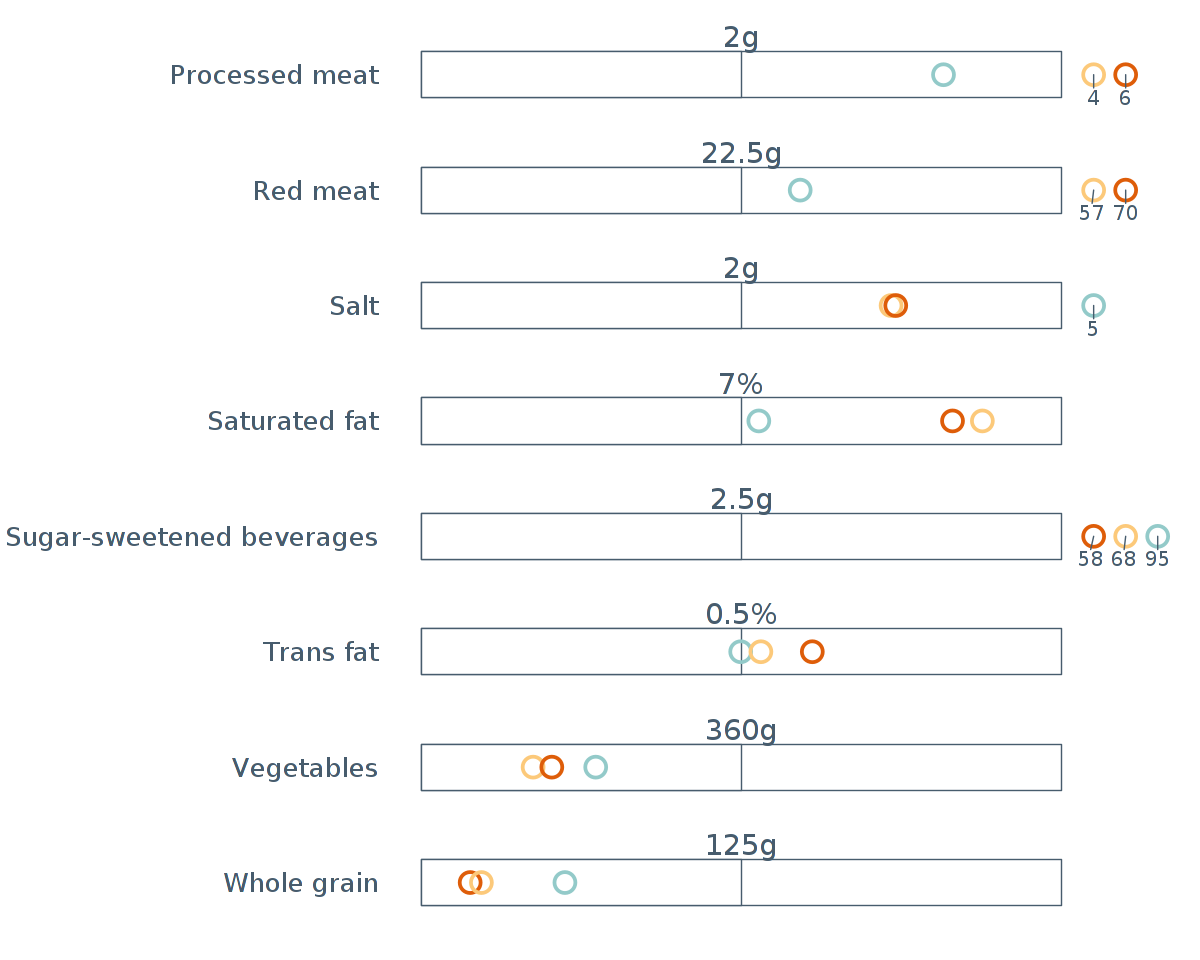 2g
Processed meat
4 6
22.5g
Red meat
57 70
2g
Salt
5
7%
Saturated fat
2.5g
Sugar-sweetened beverages
58 68 95
0.5%
Trans fat
360g
Vegetables
125g
Whole grain